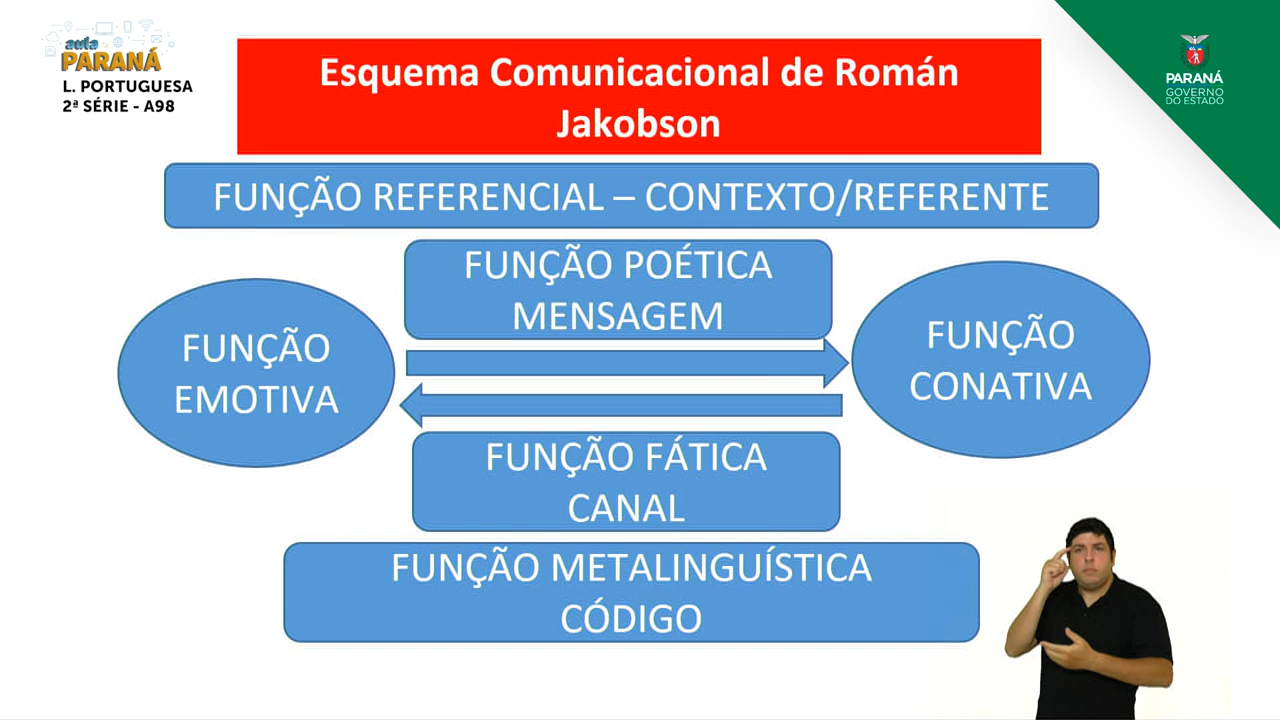 aula
PARANÁ
L. PORTUGUESA
2ª SÉRIE - A98
Esquema Comunicacional de Román
Jakobson
PARANÁ
GOVERNO
DO ESTADO
FUNÇÃO REFERENCIAL – CONTEXTO/REFERENTE
FUNÇÃO POÉTICA
MENSAGEM
FUNÇÃO
EMOTIVA
FUNÇÃO
CONATIVA
FUNÇÃO FÁTICA
CANAL
FUNÇÃO METALINGUÍSTICA
CÓDIGO